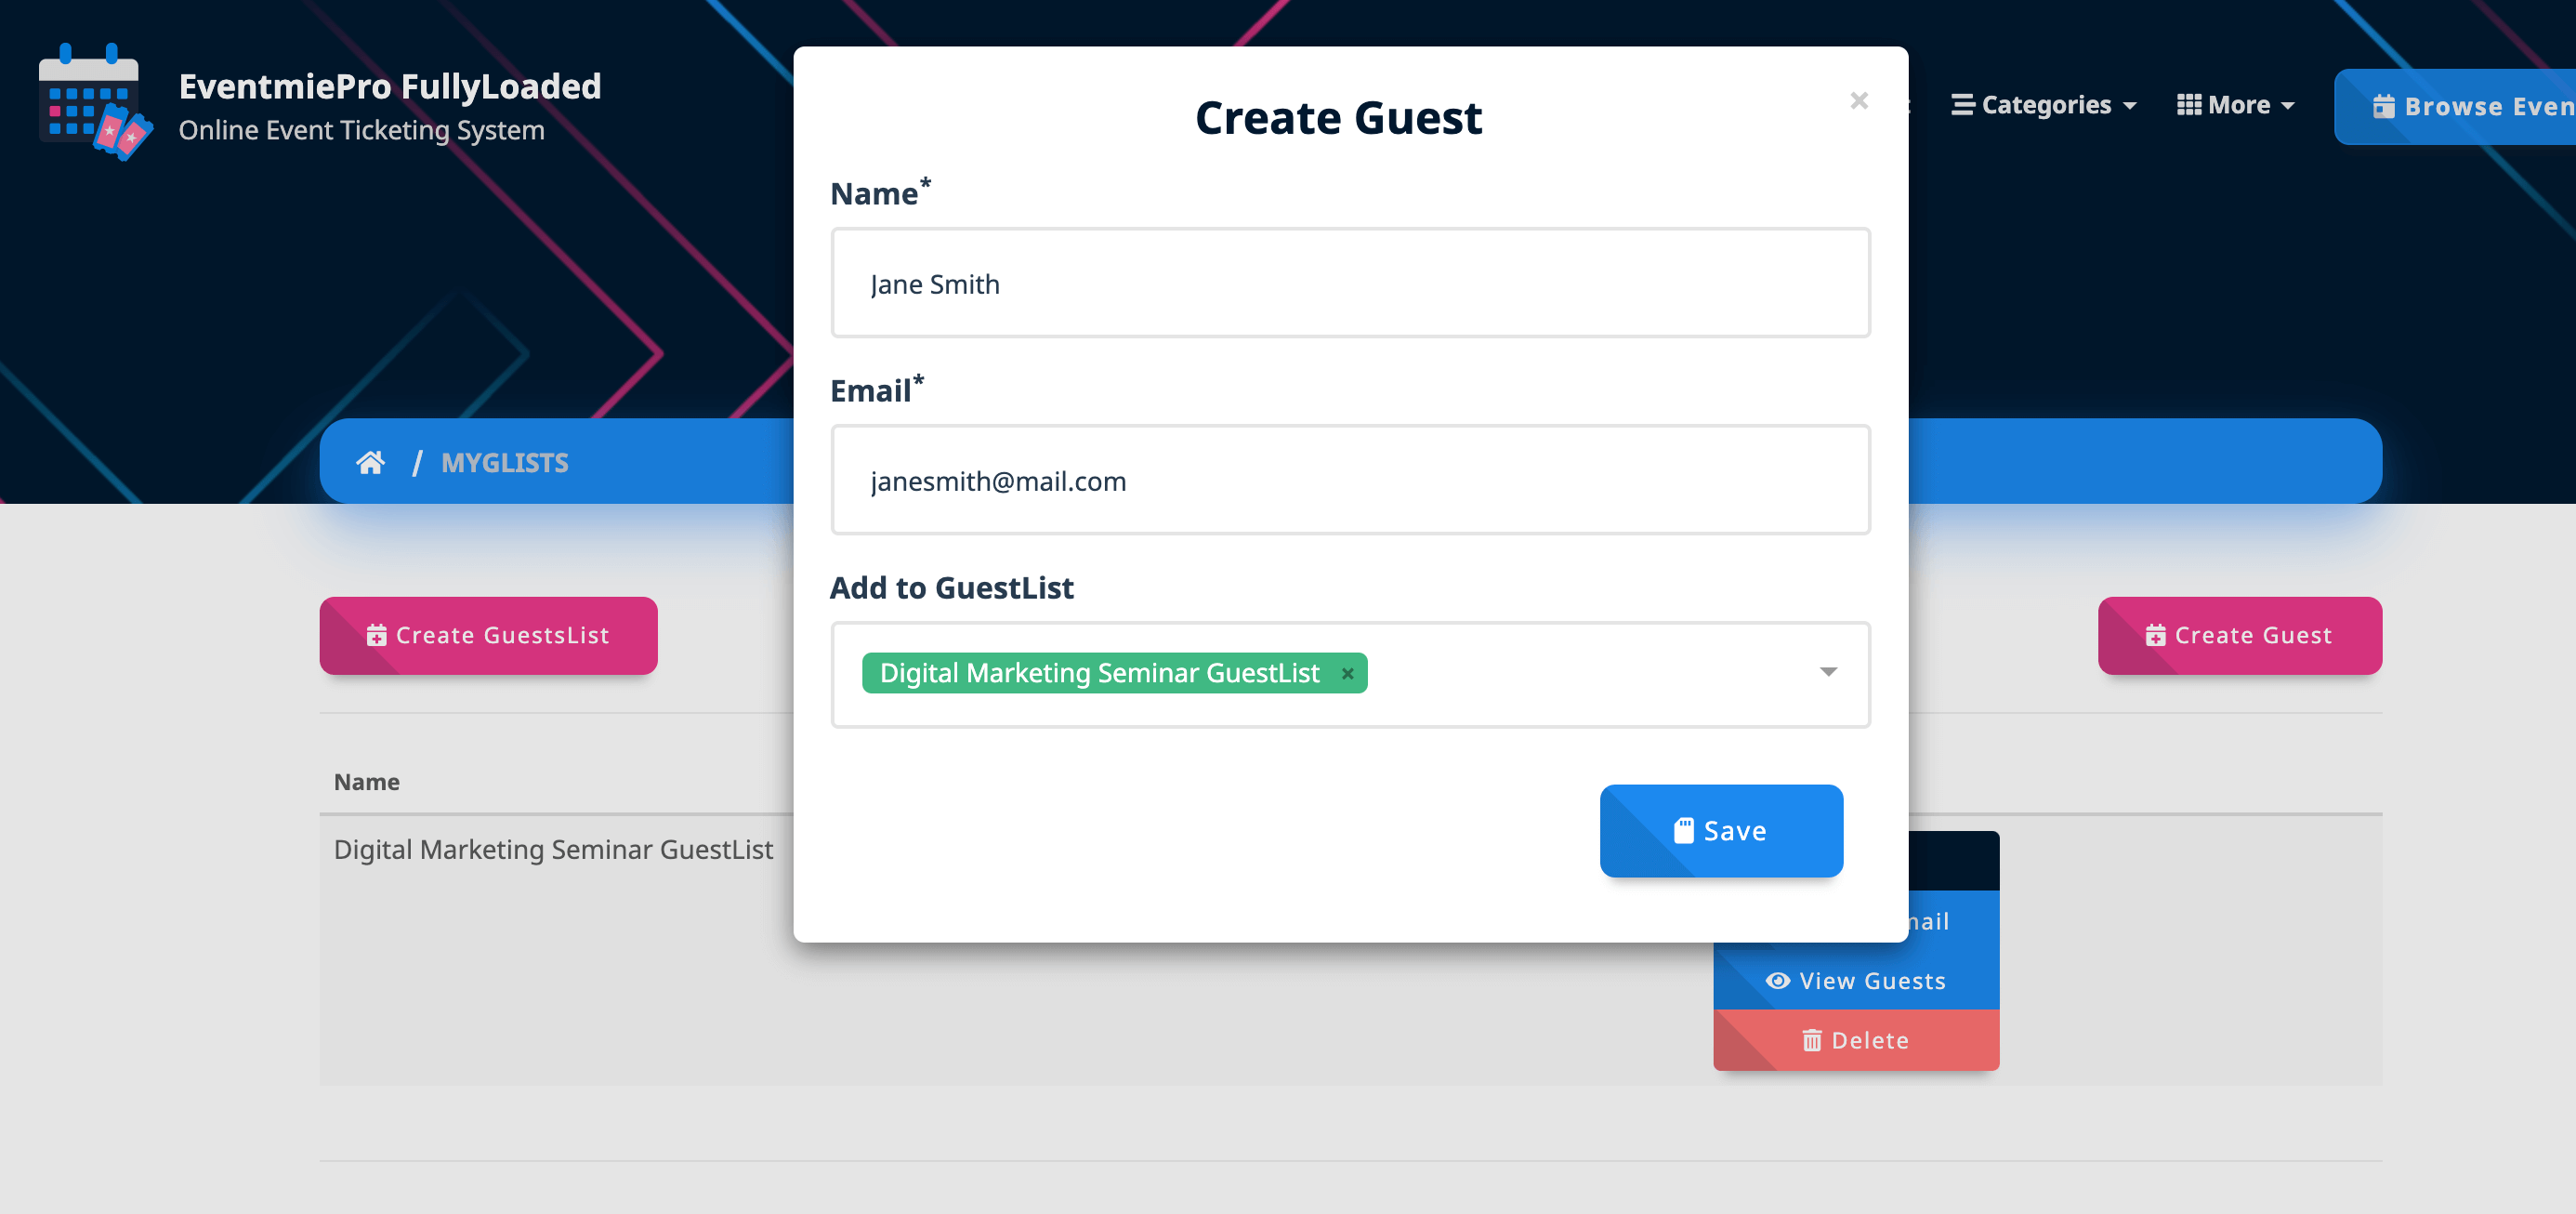 EventmiePro FullyLoaded
Online Event Ticketing System
Categories
More
Browse
MYGLISTS
Create GuestsList
Create Guest
Name
Digital Marketing Seminar GuestList
View Guests
Delete
Create Guest
×
Name*
Jane Smith
Email*
janesmith@mail.com
Add to GuestList
Digital Marketing Seminar GuestList ×
Save